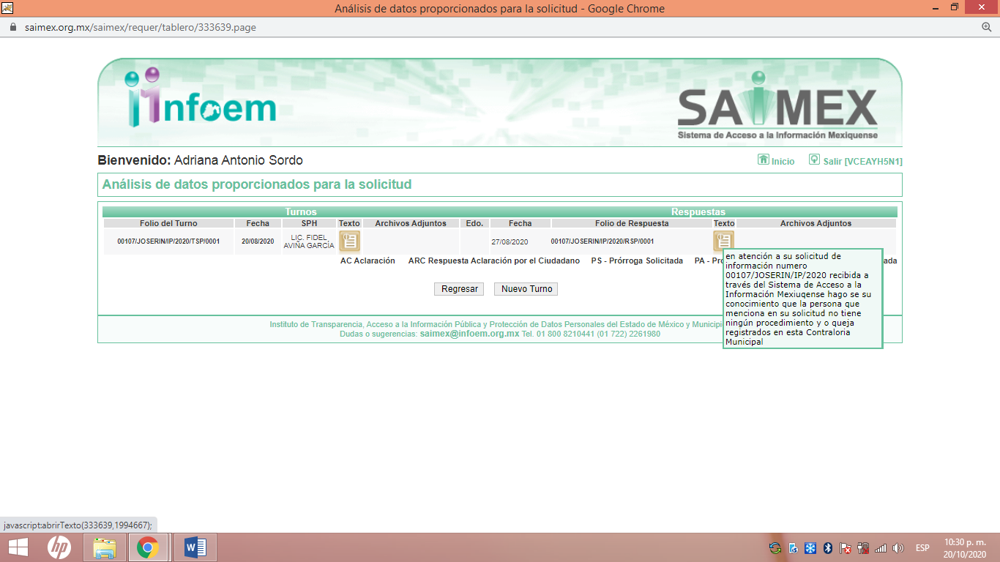 Análisis de datos proporcionados para la solicitud - Google Chrome
saimex.org.mx/saimex/requer/tablero/333639.page
infoem
SAIMEX
Sistema de Acceso a la Información Mexiquense
Bienvenido: Adriana Antonio Sordo
Inicio Salir [VCEAYH5N1]
Análisis de datos proporcionados para la solicitud
Turnos Respuestas
Folio del Turno Fecha SPH Texto Archivos Adjuntos Edo. Fecha Folio de Respuesta Texto Archivos Adjuntos
00107/JOSERIN/IP/2020/TSP/0001 20/08/2020 LIC. FIDEL AVIÑA GARCÍA 27/08/2020 00107/JOSERIN/IP/2020/RSP/0001
AC Aclaración ARC Respuesta Aclaración por el Ciudadano PS - Prórroga Solicitada PA - Pro ada
en atención a su solicitud de
información numero
00107/JOSERIN/IP/2020 recibida a
través del Sistema de Acceso a la
Información Mexiuqense hago se su
conocimiento que la persona que
menciona en su solicitud no tiene
ningún procedimiento y o queja
registrados en esta Contraloria
Municipal
Regresar Nuevo Turno
Instituto de Transparencia, Acceso a la Información Pública y Protección de Datos Personales del Estado de México y Municipi
Dudas o sugerencias: saimex@infoem.org.mx Tel. 01 800 8210441 (01 722) 2261980
javascript:abrirTexto(333639,1994667);
hp
ESP
10:30 p. m.
20/10/2020